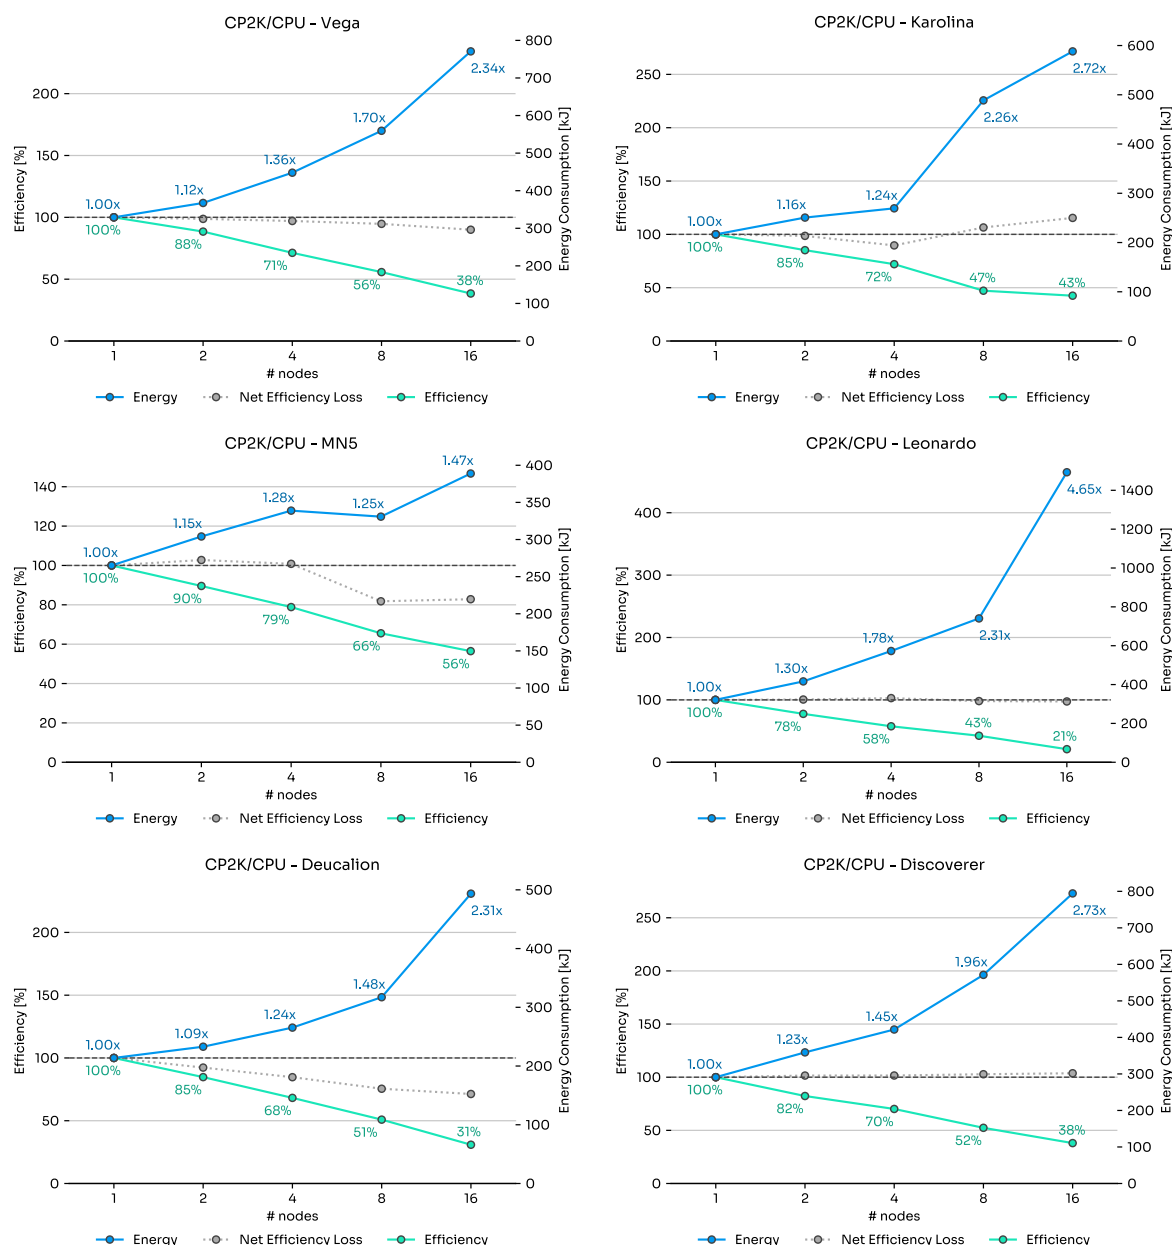 CP2K/CPU - Vega
Efficiency [%]
200
150
100
50
0
800
700
600
500
400
300
200
100
0
Energy Consumption [kJ]
1.00x
1.12x
1.36x
1.70x
2.34x
100%
88%
71%
56%
38%
1
2
4
8
16
# nodes
Energy
Net Efficiency Loss
Efficiency
CP2K/CPU - Karolina
Efficiency [%]
250
200
150
100
50
0
600
500
400
300
200
100
0
Energy Consumption [kJ]
1.00x
1.16x
1.24x
2.26x
2.72x
100%
85%
72%
47%
43%
1
2
4
8
16
# nodes
Energy
Net Efficiency Loss
Efficiency
CP2K/CPU - MN5
Efficiency [%]
140
120
100
80
60
40
20
0
400
350
300
250
200
150
100
50
0
Energy Consumption [kJ]
1.00x
1.15x
1.28x
1.25x
1.47x
100%
90%
79%
66%
56%
1
2
4
8
16
# nodes
Energy
Net Efficiency Loss
Efficiency
CP2K/CPU - Leonardo
Efficiency [%]
400
300
200
100
0
1400
1200
1000
800
600
400
200
0
Energy Consumption [kJ]
1.00x
1.30x
1.78x
2.31x
4.65x
100%
78%
58%
43%
21%
1
2
4
8
16
# nodes
Energy
Net Efficiency Loss
Efficiency
CP2K/CPU - Deucalion
Efficiency [%]
200
150
100
50
0
500
400
300
200
100
0
Energy Consumption [kJ]
1.00x
1.09x
1.24x
1.48x
2.31x
100%
85%
68%
51%
31%
1
2
4
8
16
# nodes
Energy
Net Efficiency Loss
Efficiency
CP2K/CPU - Discoverer
Efficiency [%]
250
200
150
100
50
0
800
700
600
500
400
300
200
100
0
Energy Consumption [kJ]
1.00x
1.23x
1.45x
1.96x
2.73x
100%
82%
70%
52%
38%
1
2
4
8
16
# nodes
Energy
Net Efficiency Loss
Efficiency